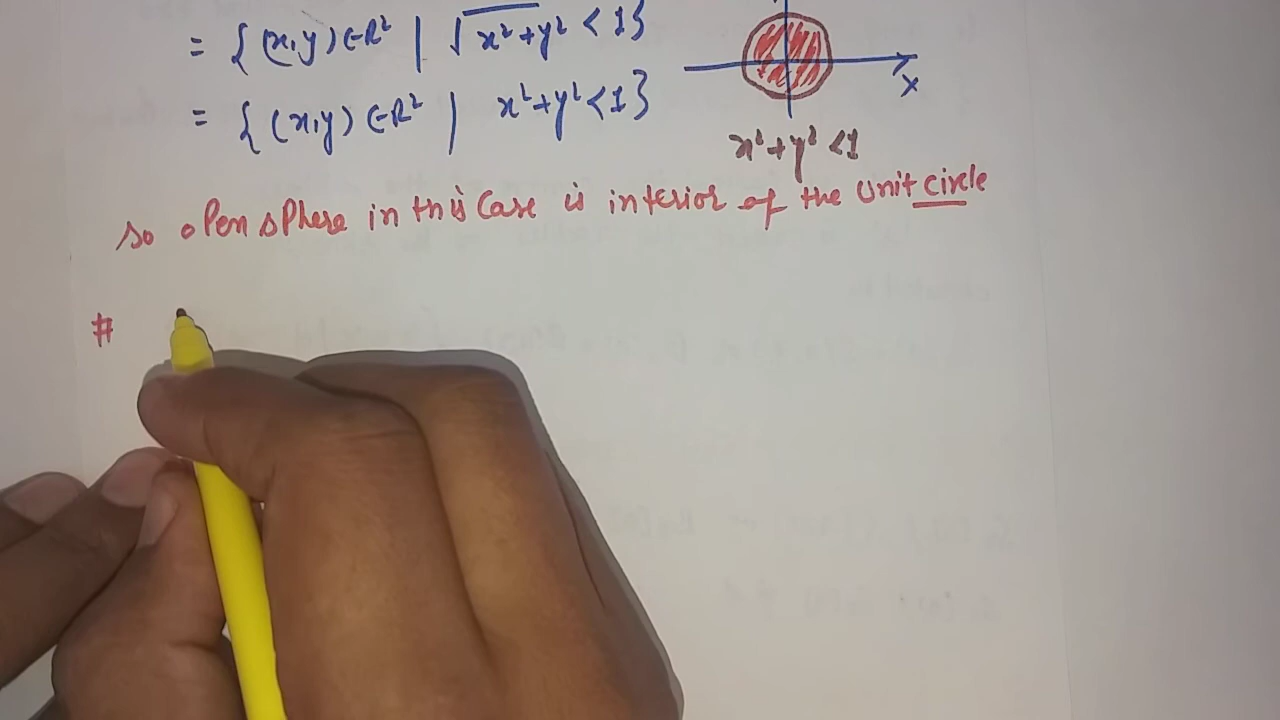 = {(x,y)∈R² | √x²+y² < 1}
= {(x,y)∈R² | x²+y²<1}
x
x²+y²<1
so open sphere in this case is interior of the unit circle
#